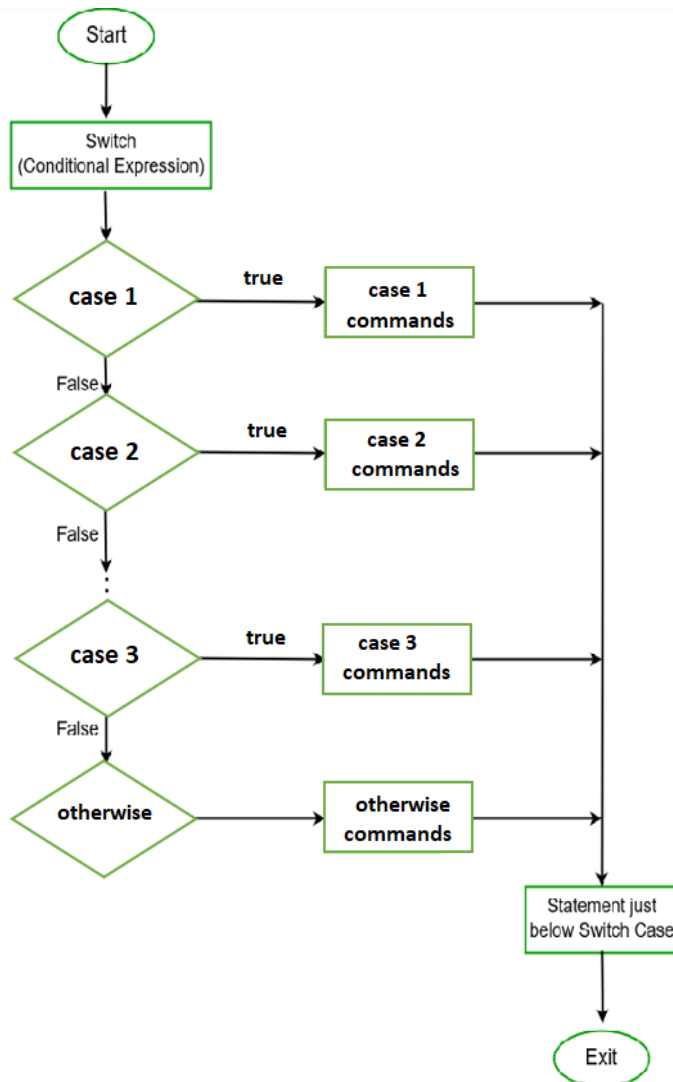 Start
Switch
(Conditional Expression)
case 1
true
case 1
commands
False
case 2
true
case 2
commands
False
case 3
true
case 3
commands
False
otherwise
otherwise
commands
Statement just
below Switch Case
Exit